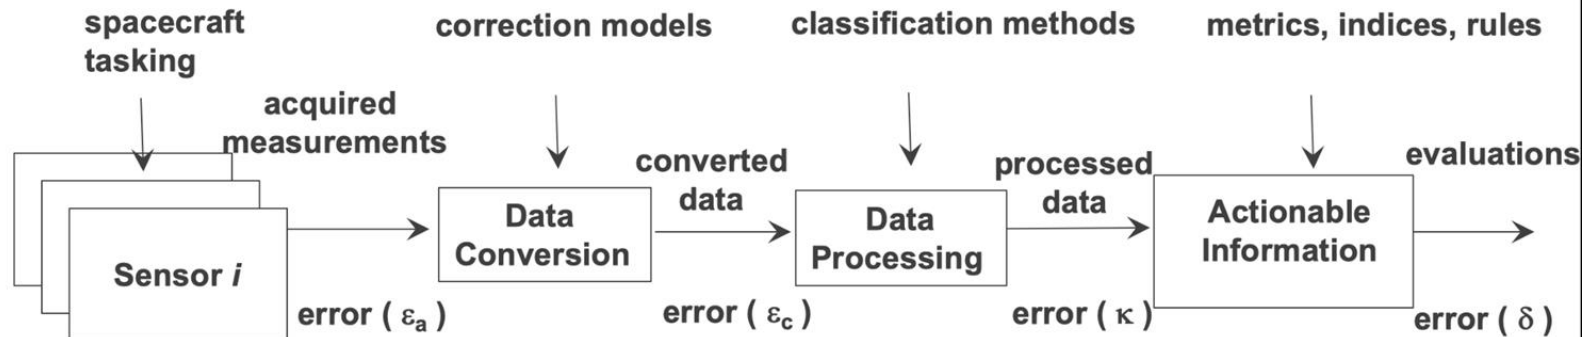 spacecraft
tasking
correction models
classification methods
metrics, indices, rules
acquired
measurements
converted
data
processed
data
evaluations
Sensor i
Data
Conversion
Data
Processing
Actionable
Information
error ( εa )
error ( εc )
error ( κ )
error ( δ )